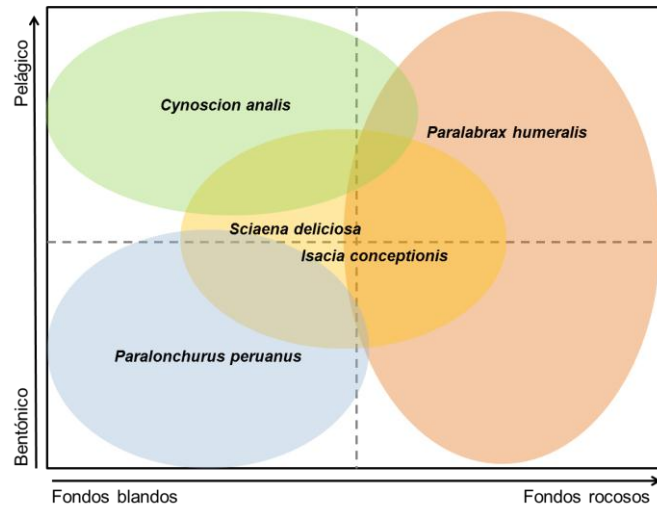 Pelágico
Cynoscion analis
Paralabrax humeralis
Sciaena deliciosa
Isacia conceptionis
Paralonchurus peruanus
Bentónico
Fondos blandos
Fondos rocosos